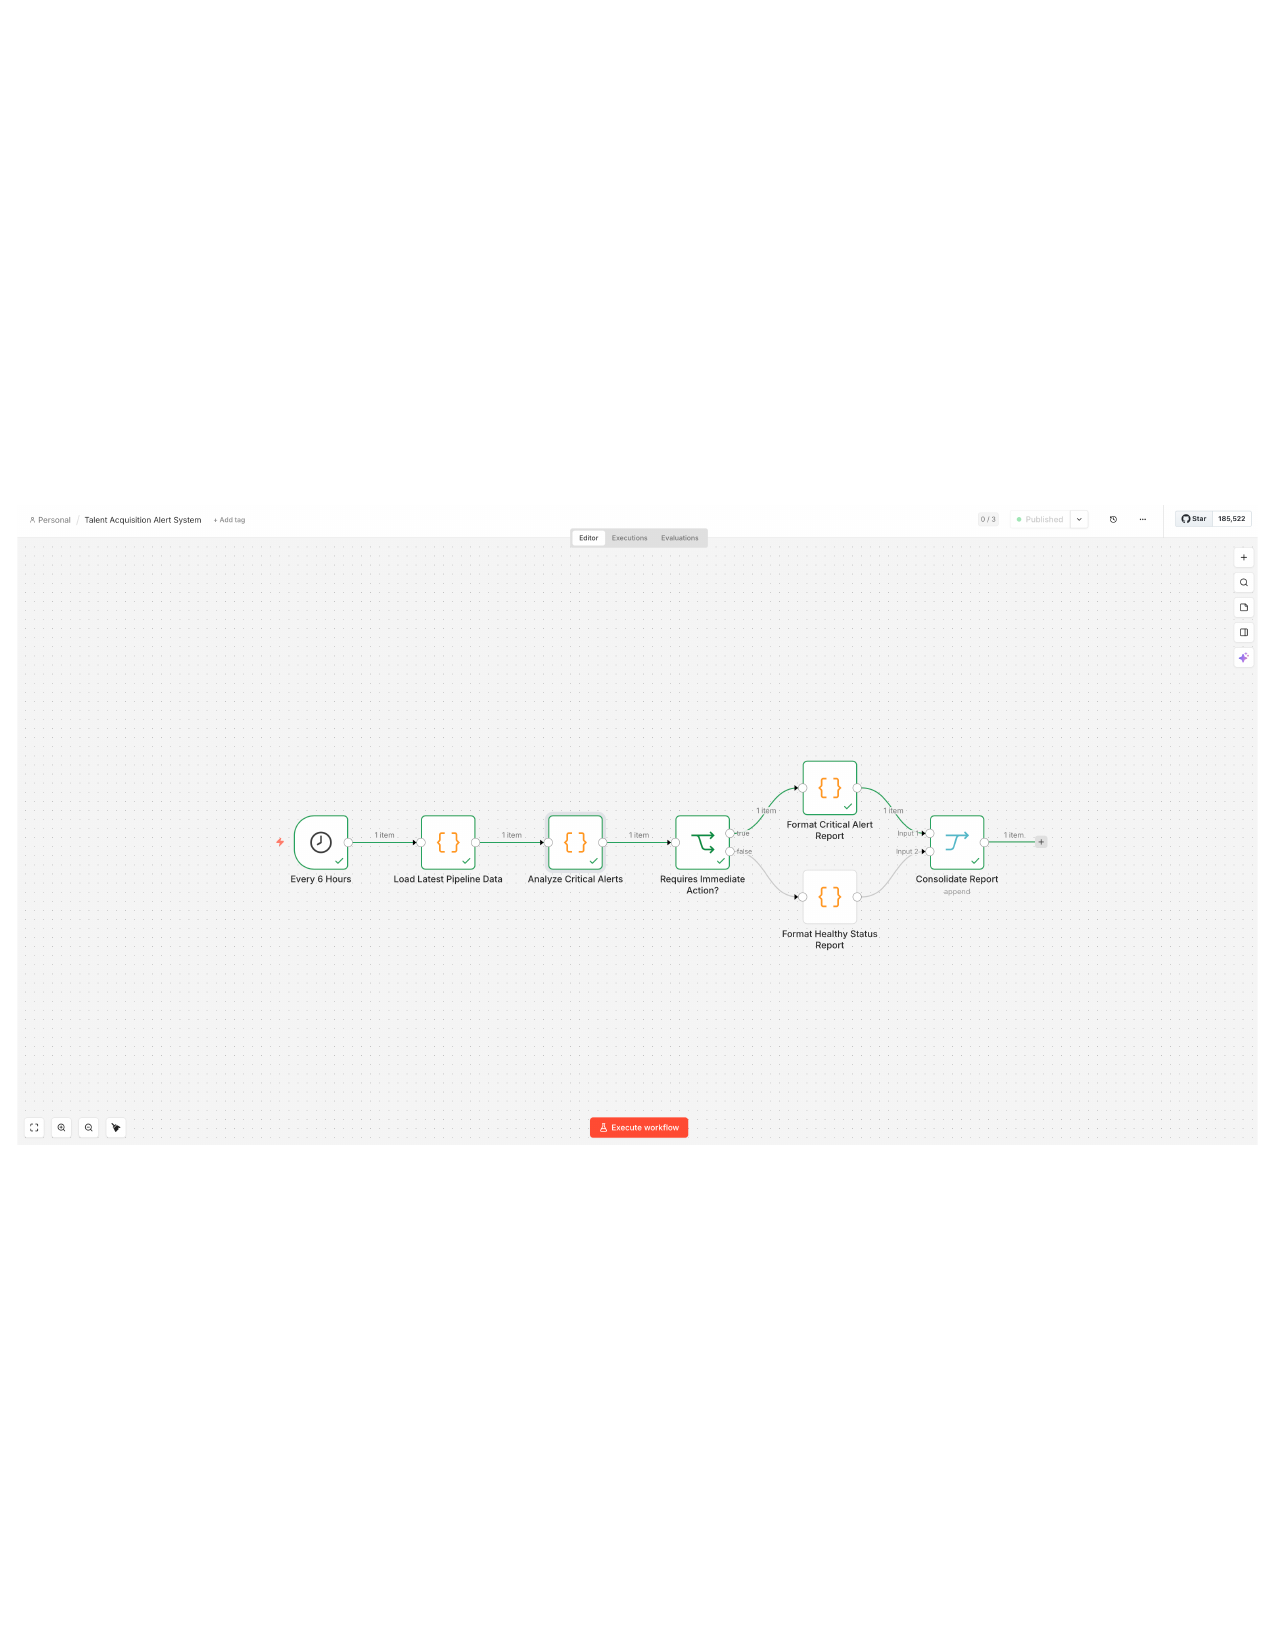 Personal / Talent Acquisition Alert System + Add tag
0 / 3
Published
Star 185,522
Editor Executions Evaluations
1 item
1 item
1 item
1 item
1 item
1 item
true
false
Input 1
Input 2
Every 6 Hours
Load Latest Pipeline Data
Analyze Critical Alerts
Requires Immediate
Action?
Format Critical Alert
Report
Format Healthy Status
Report
Consolidate Report
append
Execute workflow